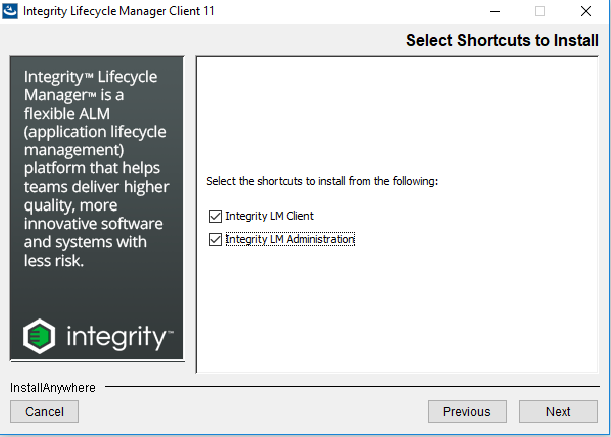 Integrity Lifecycle Manager Client 11
Select Shortcuts to Install
Integrity™ Lifecycle
Manager™ is a
flexible ALM
(application lifecycle
management)
platform that helps
teams deliver higher
quality, more
innovative software
and systems with
less risk.
integrity™
Select the shortcuts to install from the following:
Integrity LM Client
Integrity LM Administration
InstallAnywhere
Cancel
Previous
Next